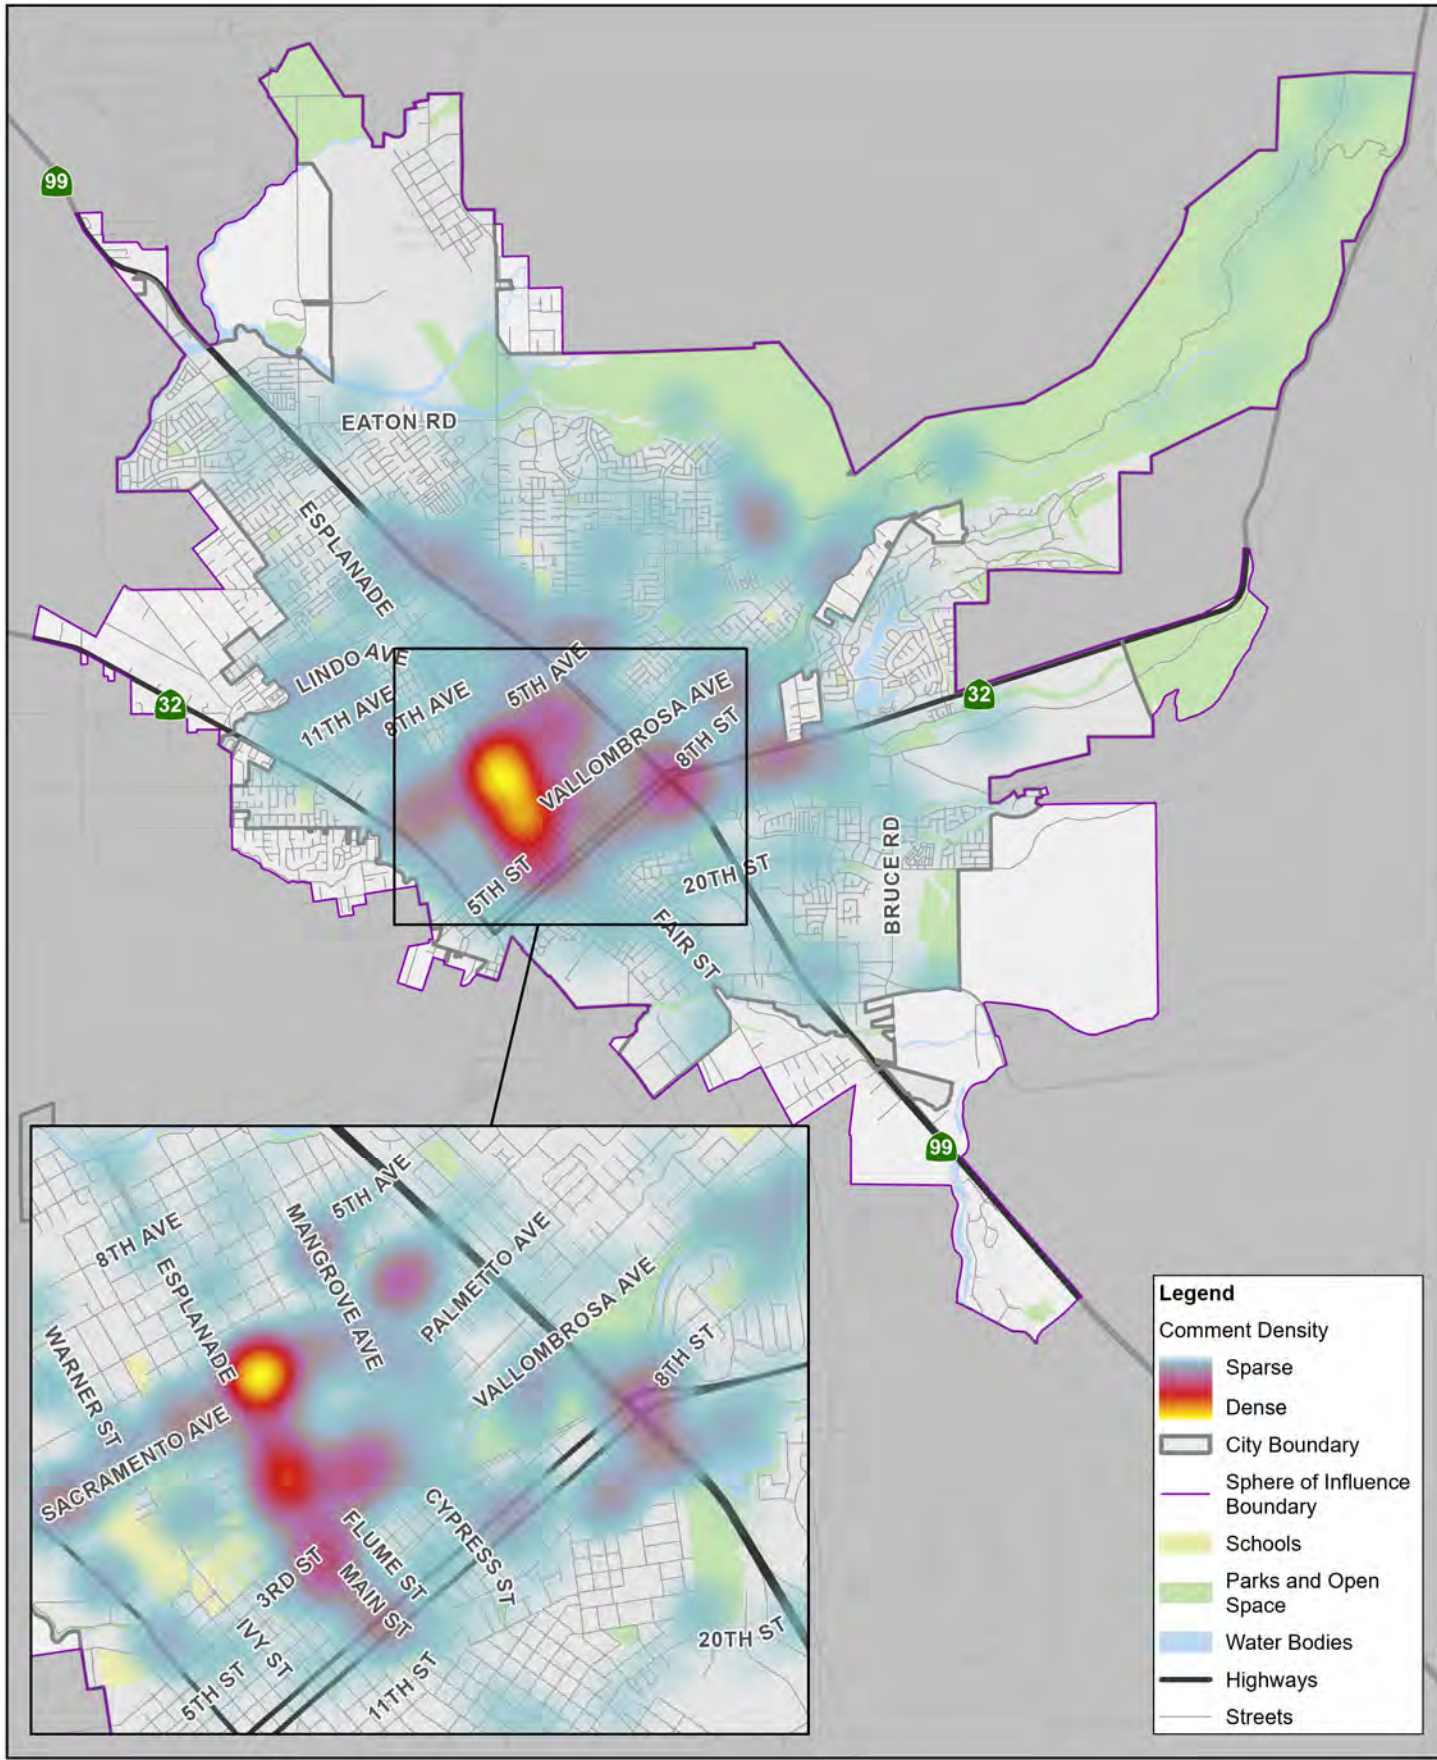 99
EATON RD
ESPLANADE
LINDO AVE
5TH AVE
32
32
11TH AVE
8TH AVE
VALLOMBROSA AVE
8TH ST
5TH ST
20TH ST
BRUCE RD
FAIR ST
99
5TH AVE
8TH AVE
MANGROVE AVE
PALMETTO AVE
ESPLANADE
VALLOMBROSA AVE
8TH ST
WARNER ST
SACRAMENTO AVE
CYPRESS ST
FLUME ST
3RD ST
MAIN ST
IVY ST
20TH ST
5TH ST
11TH ST
Legend
Comment Density
Sparse
Dense
City Boundary
Sphere of Influence
Boundary
Schools
Parks and Open
Space
Water Bodies
Highways
Streets